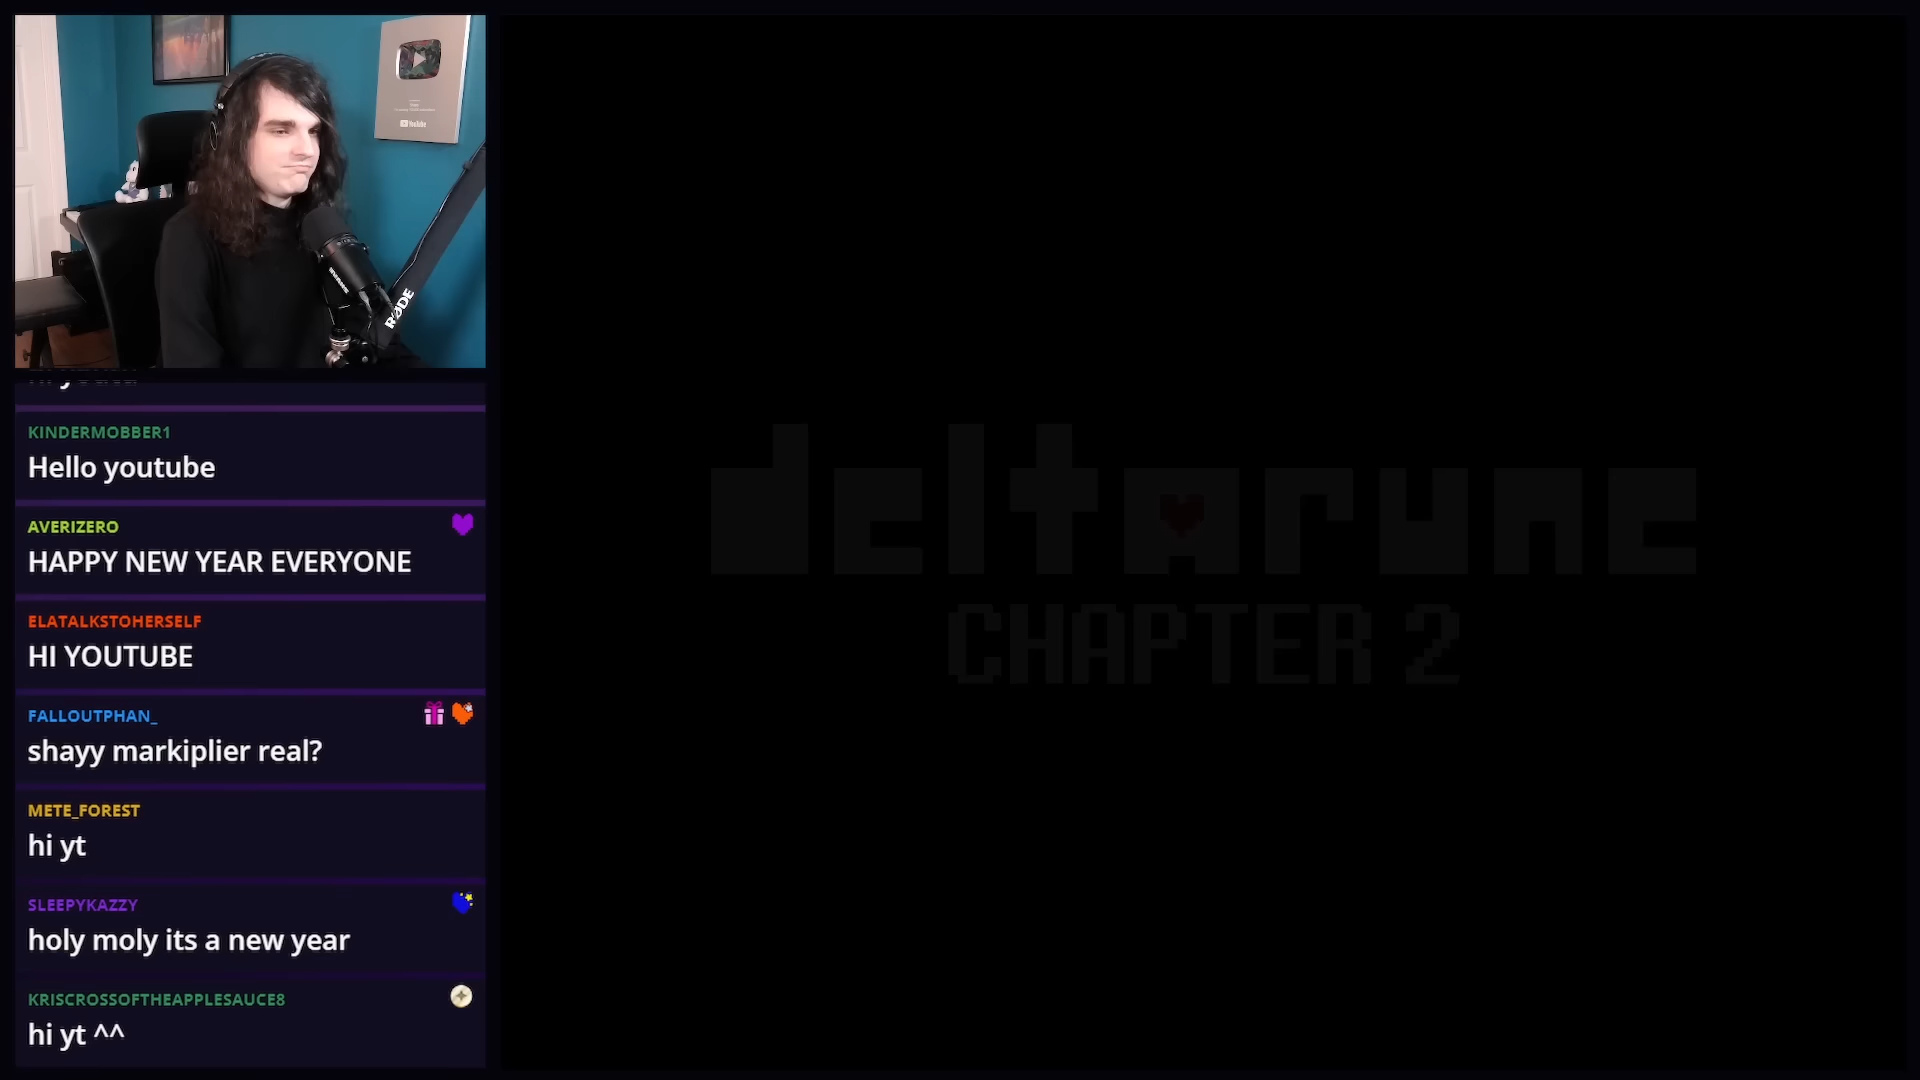 YouTube
RØDE
KINDERMOBBER1
Hello youtube
AVERIZERO
HAPPY NEW YEAR EVERYONE
ELATALKSTOHERSELF
HI YOUTUBE
FALLOUTPHAN_
shayy markiplier real?
METE_FOREST
hi yt
SLEEPYKAZZY
holy moly its a new year
KRISCROSSOFTHEAPPLESAUCE8
hi yt ^^
deltarune
CHAPTER 2